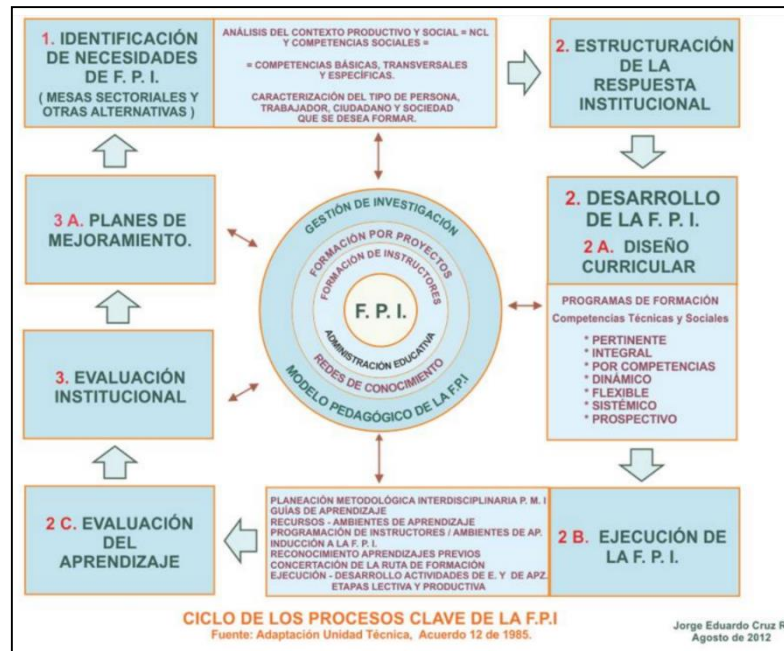 1. IDENTIFICACIÓN
DE NECESIDADES
DE F. P. I.
( MESAS SECTORIALES Y
OTRAS ALTERNATIVAS )
ANÁLISIS DEL CONTEXTO PRODUCTIVO Y SOCIAL = NCL
Y COMPETENCIAS SOCIALES =
= COMPETENCIAS BÁSICAS, TRANSVERSALES
Y ESPECÍFICAS.
CARACTERIZACIÓN DEL TIPO DE PERSONA,
TRABAJADOR, CIUDADANO Y SOCIEDAD
QUE SE DESEA FORMAR.
2. ESTRUCTURACIÓN
DE LA
RESPUESTA
INSTITUCIONAL
3 A. PLANES DE
MEJORAMIENTO.
GESTIÓN DE INVESTIGACIÓN
FORMACIÓN POR PROYECTOS
FORMACIÓN DE INSTRUCTORES
F. P. I.
ADMINISTRACIÓN EDUCATIVA
REDES DE CONOCIMIENTO
MODELO PEDAGÓGICO DE LA F.P.I
2. DESARROLLO
DE LA F. P. I.
2 A. DISEÑO
CURRICULAR
PROGRAMAS DE FORMACIÓN
Competencias Técnicas y Sociales
* PERTINENTE
* INTEGRAL
* POR COMPETENCIAS
* DINÁMICO
* FLEXIBLE
* SISTÉMICO
* PROSPECTIVO
3. EVALUACIÓN
INSTITUCIONAL
2 C. EVALUACIÓN
DEL
APRENDIZAJE
PLANEACIÓN METODOLÓGICA INTERDISCIPLINARIA P. M. I
GUÍAS DE APRENDIZAJE
RECURSOS - AMBIENTES DE APRENDIZAJE
PROGRAMACIÓN DE INSTRUCTORES / AMBIENTES DE AP.
INDUCCIÓN A LA F. P. I.
RECONOCIMIENTO APRENDIZAJES PREVIOS
CONCERTACIÓN DE LA RUTA DE FORMACIÓN
EJECUCIÓN - DESARROLLO ACTIVIDADES DE E. Y DE APZ.
ETAPAS LECTIVA Y PRODUCTIVA
2 B. EJECUCIÓN DE
LA F. P. I.
CICLO DE LOS PROCESOS CLAVE DE LA F.P.I
Fuente: Adaptación Unidad Técnica, Acuerdo 12 de 1985.
Jorge Eduardo Cruz R
Agosto de 2012